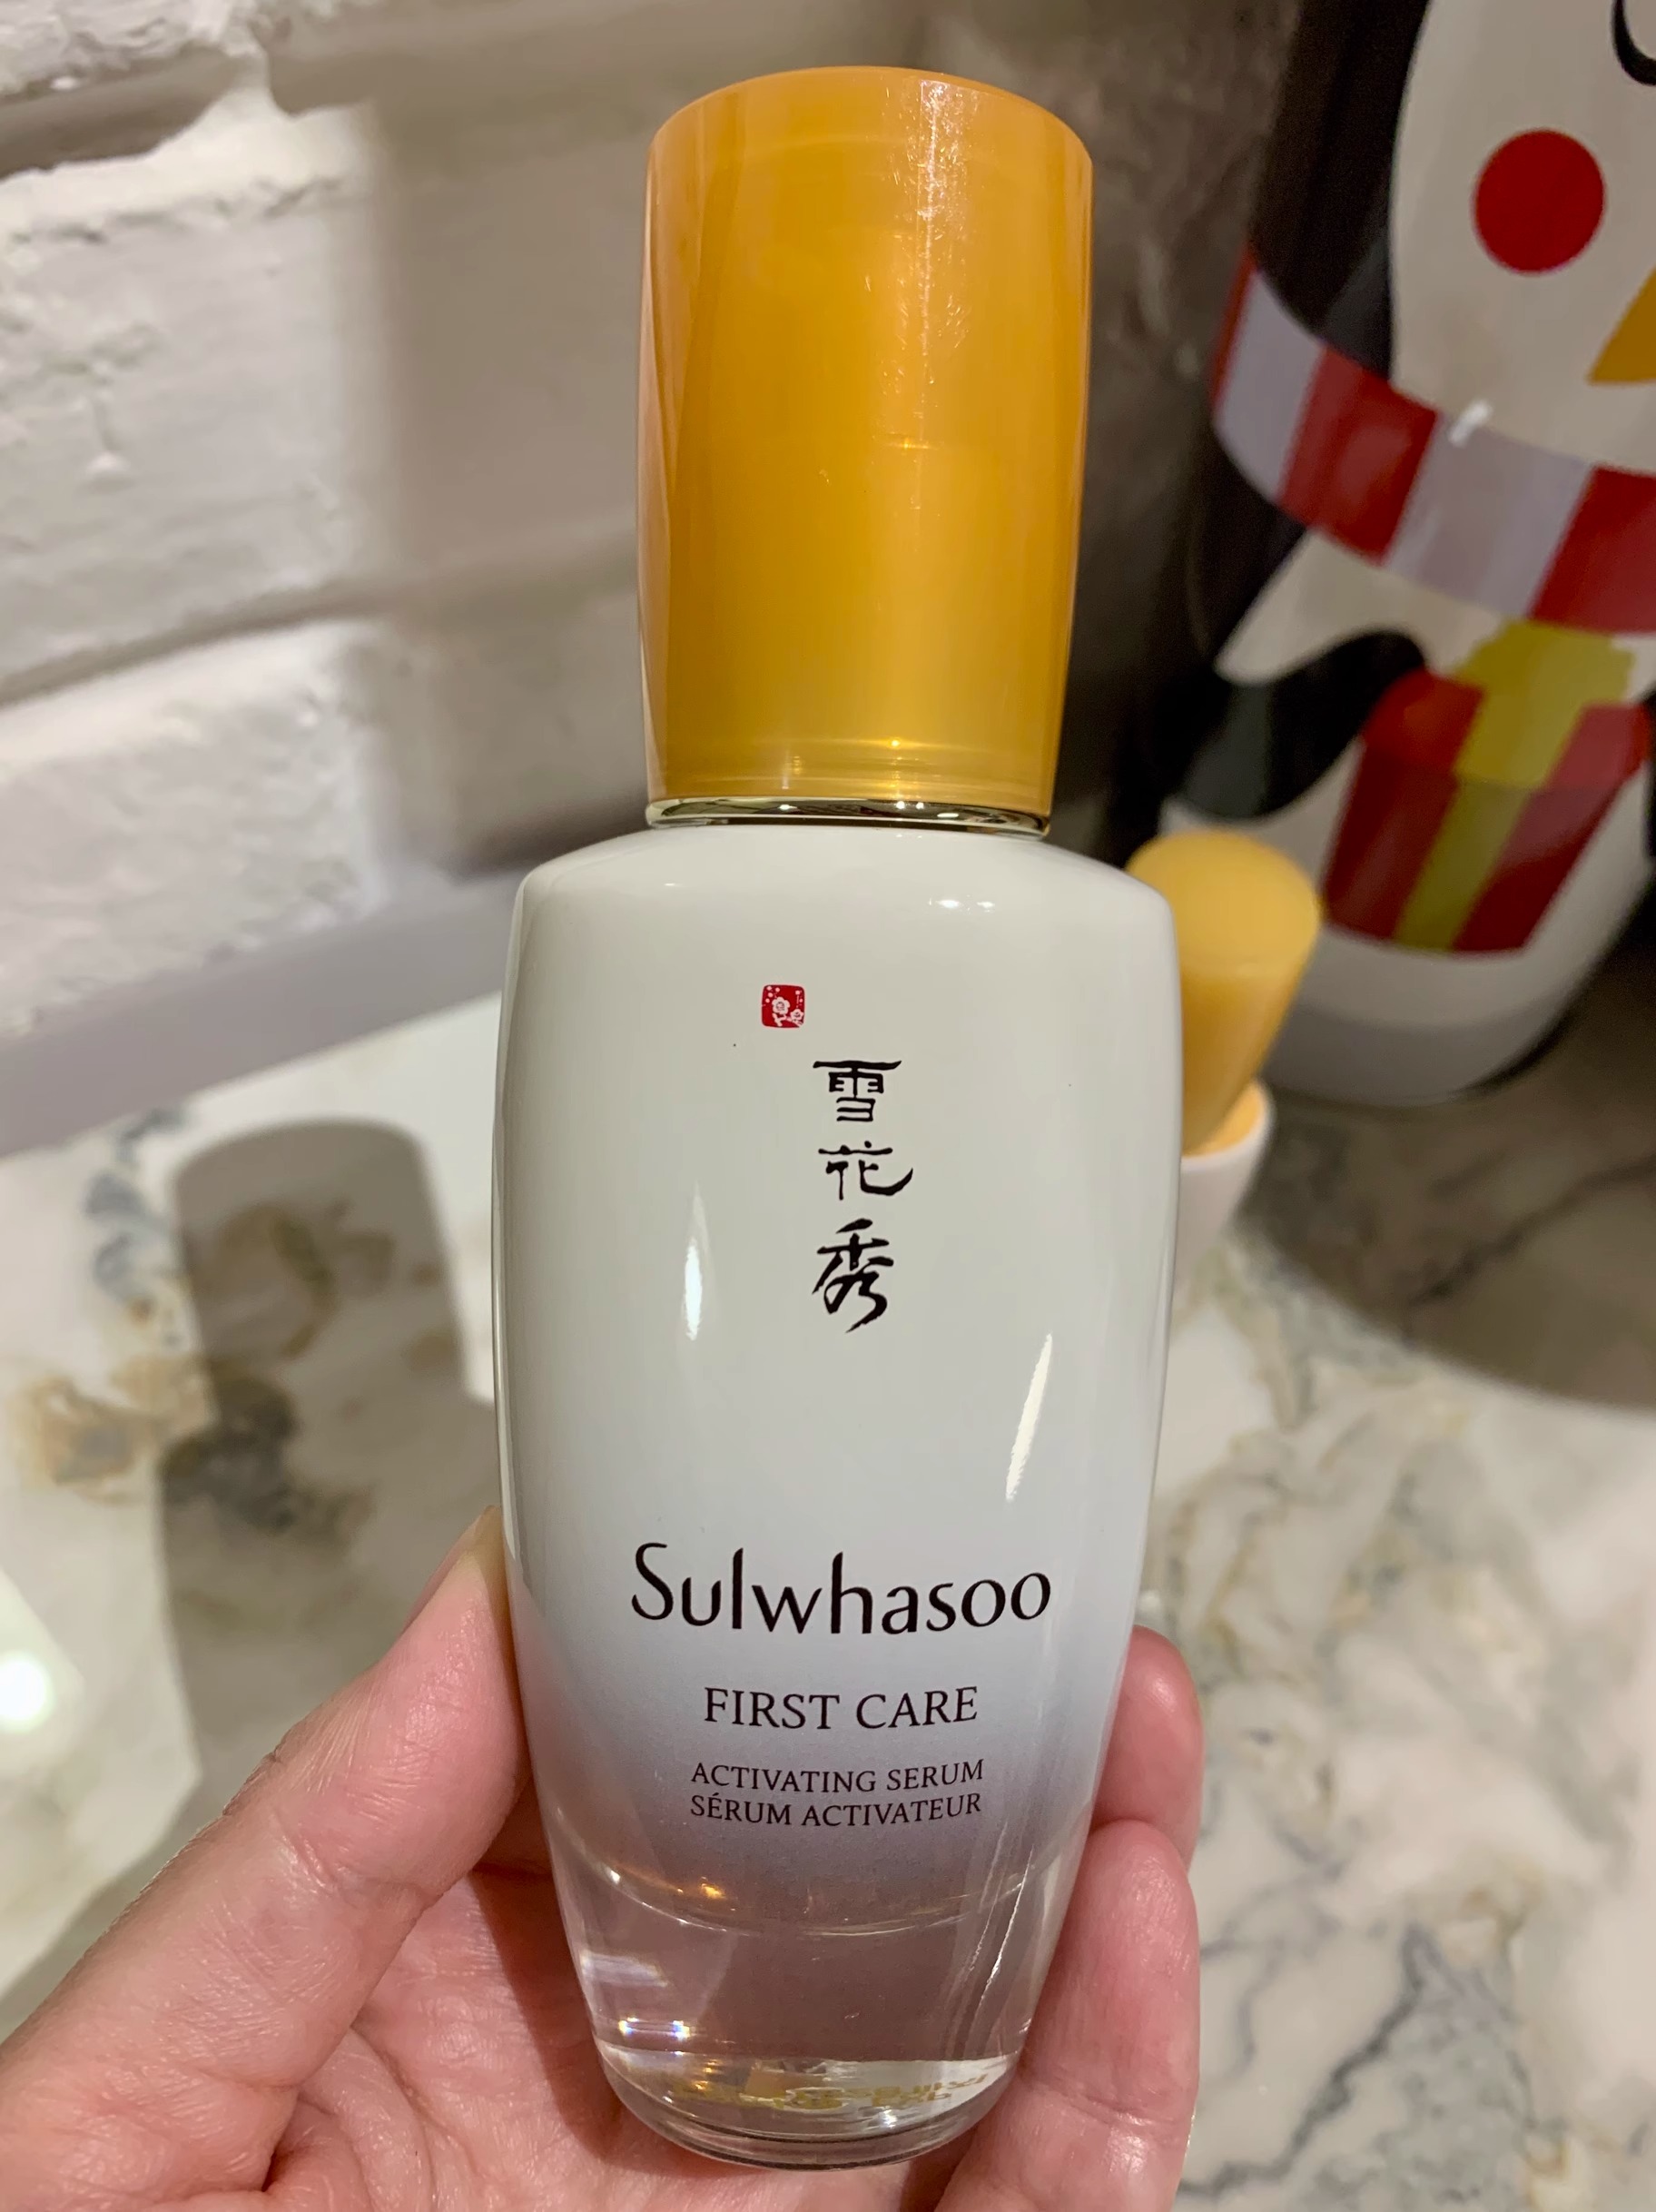 雪
花
秀
Sulwhasoo
FIRST CARE
ACTIVATING SERUM
SÉRUM ACTIVATEUR